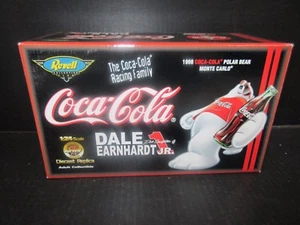 Revell
The Coca-Cola
Racing Family
1998 COCA-COLA POLAR BEAR
MONTE CARLO
Coca-Cola
1:24 Scale
Diecast Replica
Adult Collectible
DALE
EARNHARDT JR.